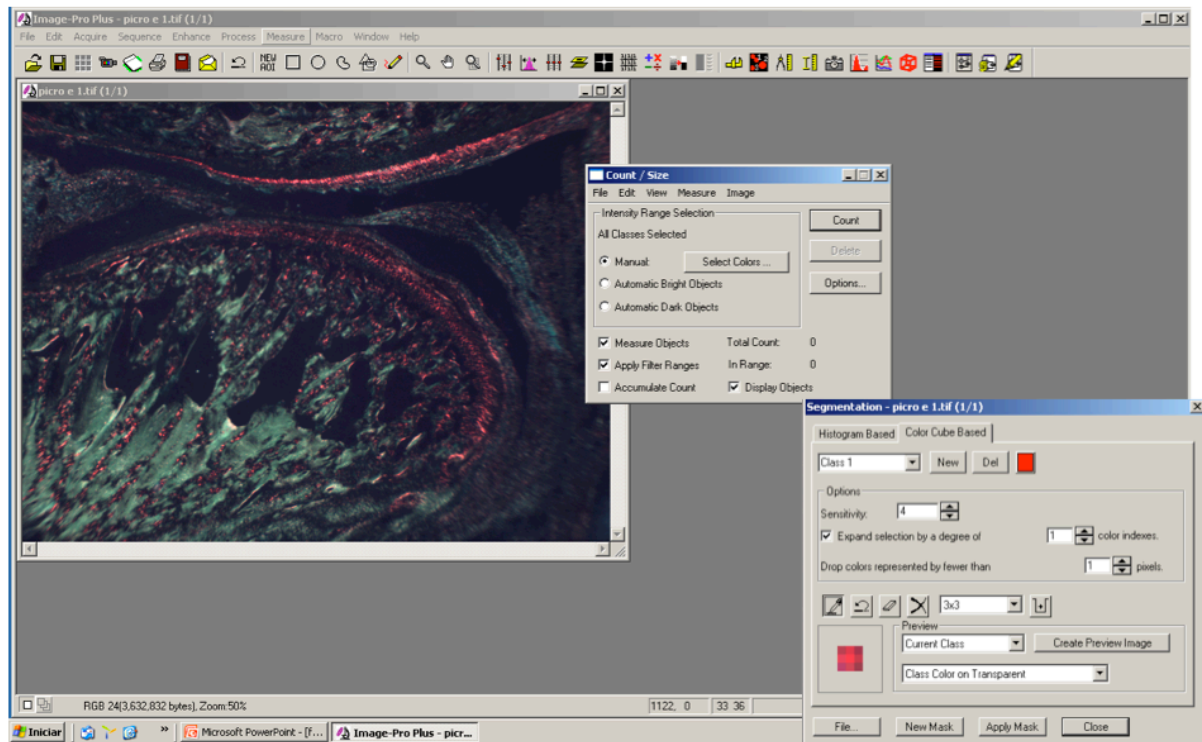 Image-Pro Plus - picro e 1.tif (1/1)
File Edit Acquire Sequence Enhance Process Measure Macro Window Help
NEW AOI
picro e 1.tif (1/1)
Count / Size
File Edit View Measure Image
Intensity Range Selection
All Classes Selected
Manual: Select Colors ...
Automatic Bright Objects
Automatic Dark Objects
Count
Delete
Options...
Measure Objects Total Count: 0
Apply Filter Ranges In Range: 0
Accumulate Count Display Objects
Segmentation - picro e 1.tif (1/1)
Histogram Based Color Cube Based
Class 1 New Del
Options
Sensitivity: 4
Expand selection by a degree of 1 color indexes.
Drop colors represented by fewer than 1 pixels.
3x3
Preview
Current Class Create Preview Image
Class Color on Transparent
File... New Mask Apply Mask Close
RGB 24(3,632,832 bytes), Zoom:50% 1122, 0 33 36
Iniciar » Microsoft PowerPoint - [f... Image-Pro Plus - picr...